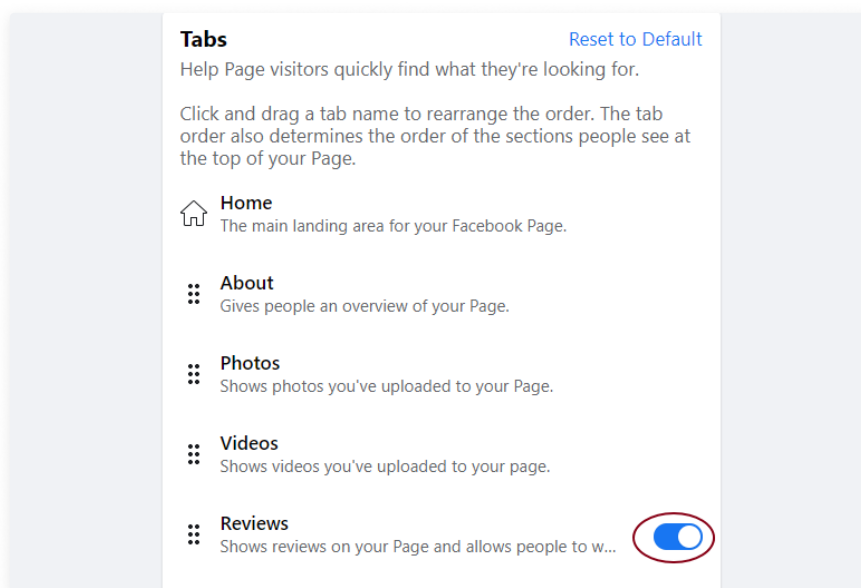 Tabs
Reset to Default
Help Page visitors quickly find what they're looking for.
Click and drag a tab name to rearrange the order. The tab
order also determines the order of the sections people see at
the top of your Page.
Home
The main landing area for your Facebook Page.
About
Gives people an overview of your Page.
Photos
Shows photos you've uploaded to your Page.
Videos
Shows videos you've uploaded to your page.
Reviews
Shows reviews on your Page and allows people to w...